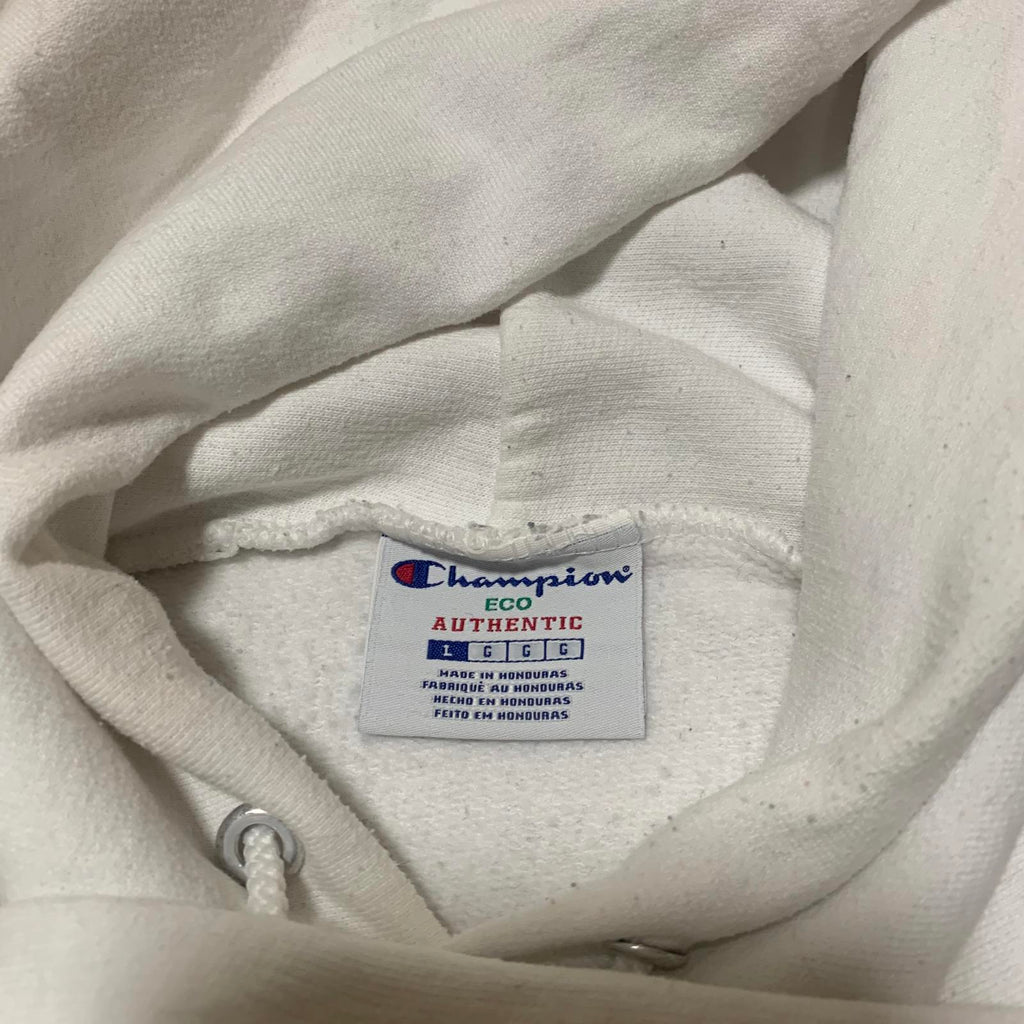 Champion®
ECO
AUTHENTIC
L G G G
MADE IN HONDURAS
FABRIQUÉ AU HONDURAS
HECHO EN HONDURAS
FEITO EM HONDURAS